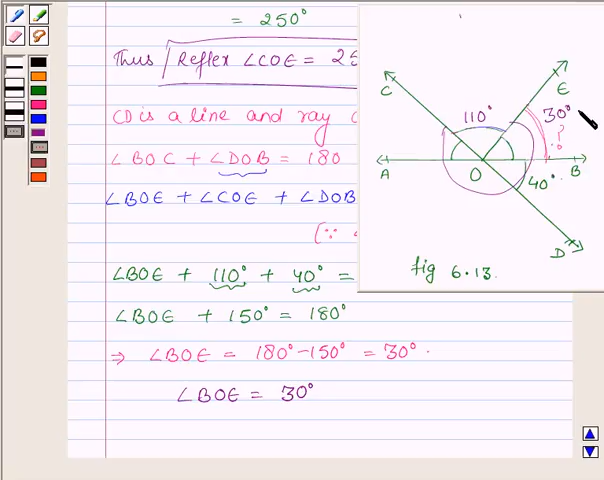 = 250°
Thus Reflex ∠COE = 25
CD is a line and ray
∠BOC + ∠DOB = 180
∠BOE + ∠COE + ∠DOB
(∵
∠BOE + 110° + 40° =
∠BOE + 150° = 180°
⇒ ∠BOE = 180° - 150° = 30°.
∠BOE = 30°
C
E
110°
30°
?
A
O
B
40°
D
fig 6.13.